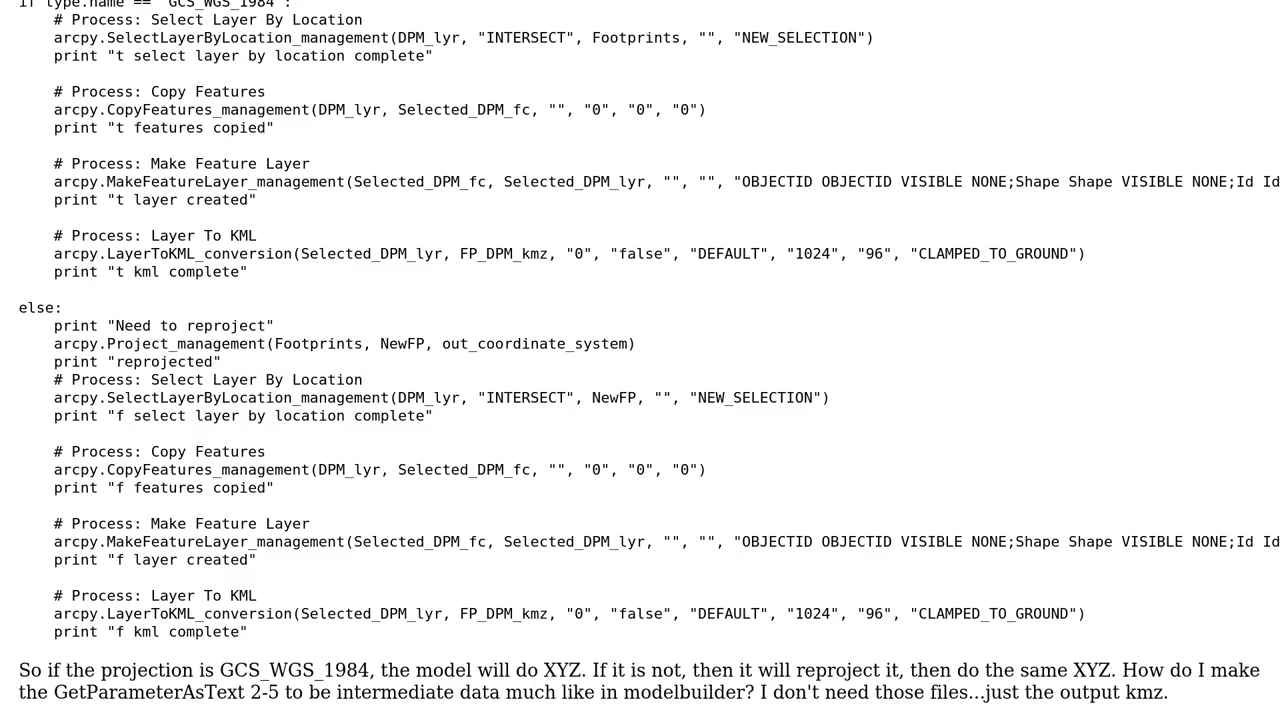 if type.name == "GCS_WGS_1984":
    # Process: Select Layer By Location
    arcpy.SelectLayerByLocation_management(DPM_lyr, "INTERSECT", Footprints, "", "NEW_SELECTION")
    print "t select layer by location complete"

    # Process: Copy Features
    arcpy.CopyFeatures_management(DPM_lyr, Selected_DPM_fc, "", "0", "0", "0")
    print "t features copied"

    # Process: Make Feature Layer
    arcpy.MakeFeatureLayer_management(Selected_DPM_fc, Selected_DPM_lyr, "", "", "OBJECTID OBJECTID VISIBLE NONE;Shape Shape VISIBLE NONE;Id Id
    print "t layer created"

    # Process: Layer To KML
    arcpy.LayerToKML_conversion(Selected_DPM_lyr, FP_DPM_kmz, "0", "false", "DEFAULT", "1024", "96", "CLAMPED_TO_GROUND")
    print "t kml complete"

else:
    print "Need to reproject"
    arcpy.Project_management(Footprints, NewFP, out_coordinate_system)
    print "reprojected"
    # Process: Select Layer By Location
    arcpy.SelectLayerByLocation_management(DPM_lyr, "INTERSECT", NewFP, "", "NEW_SELECTION")
    print "f select layer by location complete"

    # Process: Copy Features
    arcpy.CopyFeatures_management(DPM_lyr, Selected_DPM_fc, "", "0", "0", "0")
    print "f features copied"

    # Process: Make Feature Layer
    arcpy.MakeFeatureLayer_management(Selected_DPM_fc, Selected_DPM_lyr, "", "", "OBJECTID OBJECTID VISIBLE NONE;Shape Shape VISIBLE NONE;Id Id
    print "f layer created"

    # Process: Layer To KML
    arcpy.LayerToKML_conversion(Selected_DPM_lyr, FP_DPM_kmz, "0", "false", "DEFAULT", "1024", "96", "CLAMPED_TO_GROUND")
    print "f kml complete"

So if the projection is GCS_WGS_1984, the model will do XYZ. If it is not, then it will reproject it, then do the same XYZ. How do I make
the GetParameterAsText 2-5 to be intermediate data much like in modelbuilder? I don't need those files...just the output kmz.